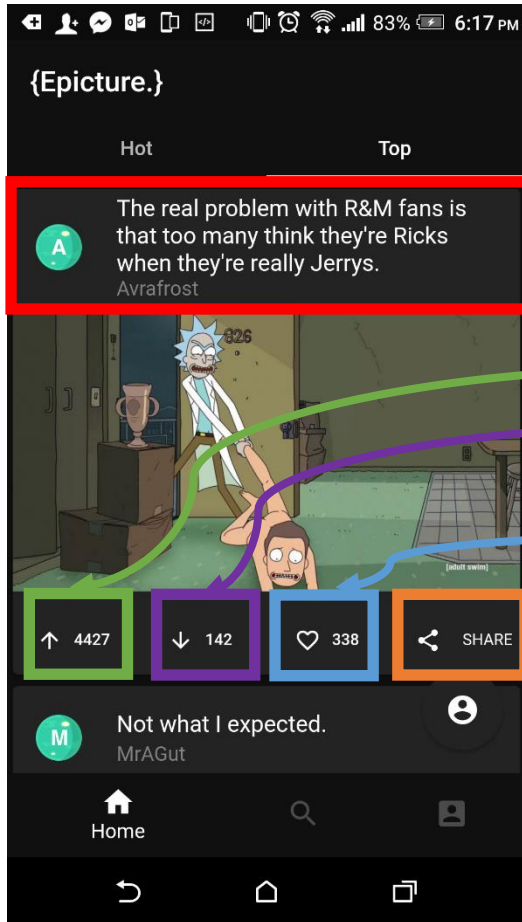 83% 6:17 PM
{Epicture.}
Hot Top
A
The real problem with R&M fans is
that too many think they're Ricks
when they're really Jerrys.
Avrafrost
826
[adult swim]
4427 142 338 SHARE
M
Not what I expected.
MrAGut
Home